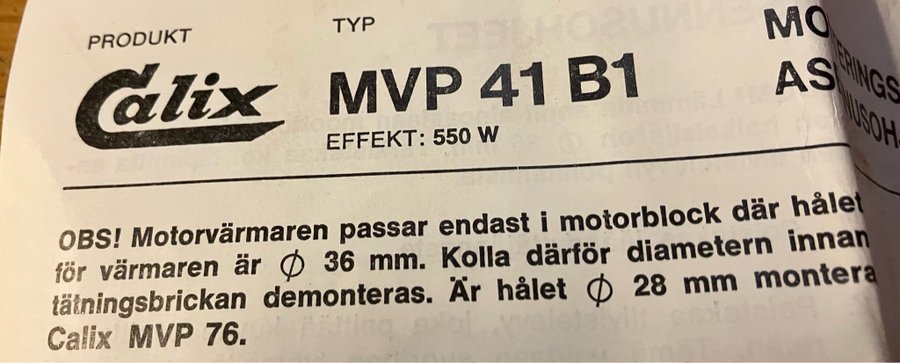 PRODUKT
TYP
Calix
MVP 41 B1
EFFEKT: 550 W
OBS! Motorvärmaren passar endast i motorblock där hålet
för värmaren är ∅ 36 mm. Kolla därför diametern innan
tätningsbrickan demonteras. Är hålet ∅ 28 mm montera
Calix MVP 76.